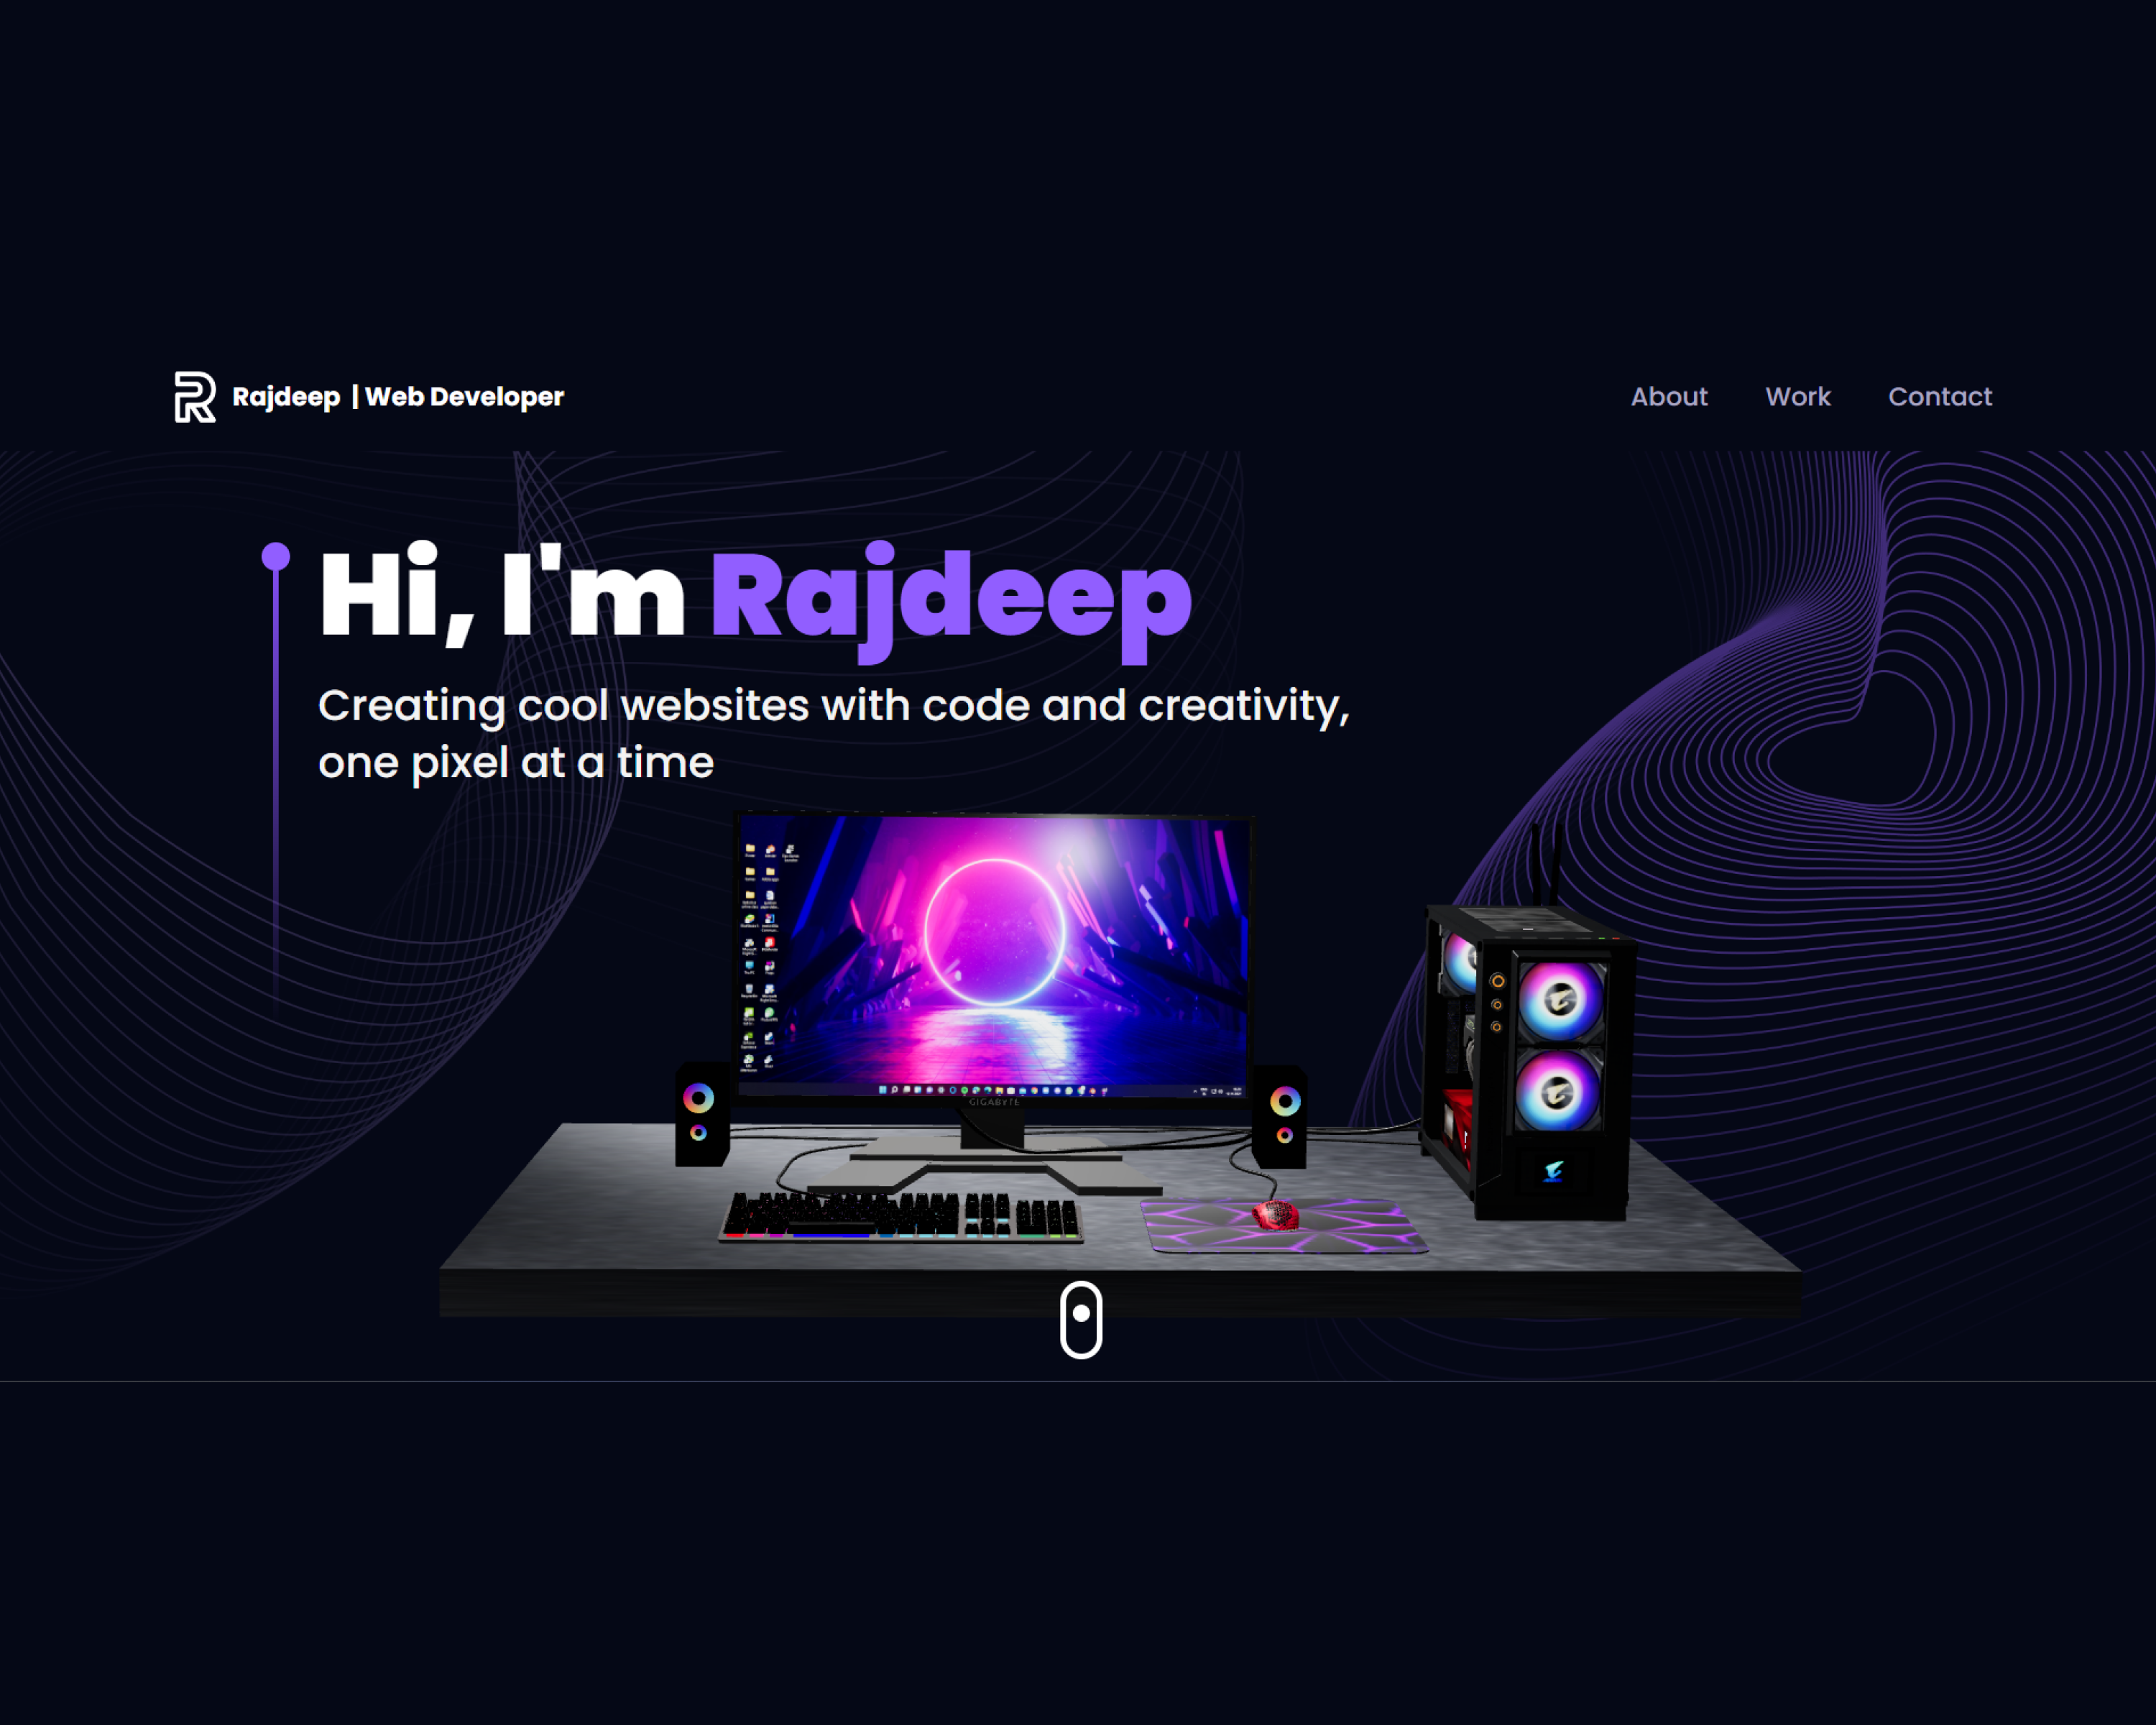 Rajdeep | Web Developer
About
Work
Contact
Hi, I'm Rajdeep
Creating cool websites with code and creativity,
one pixel at a time
GIGABYTE